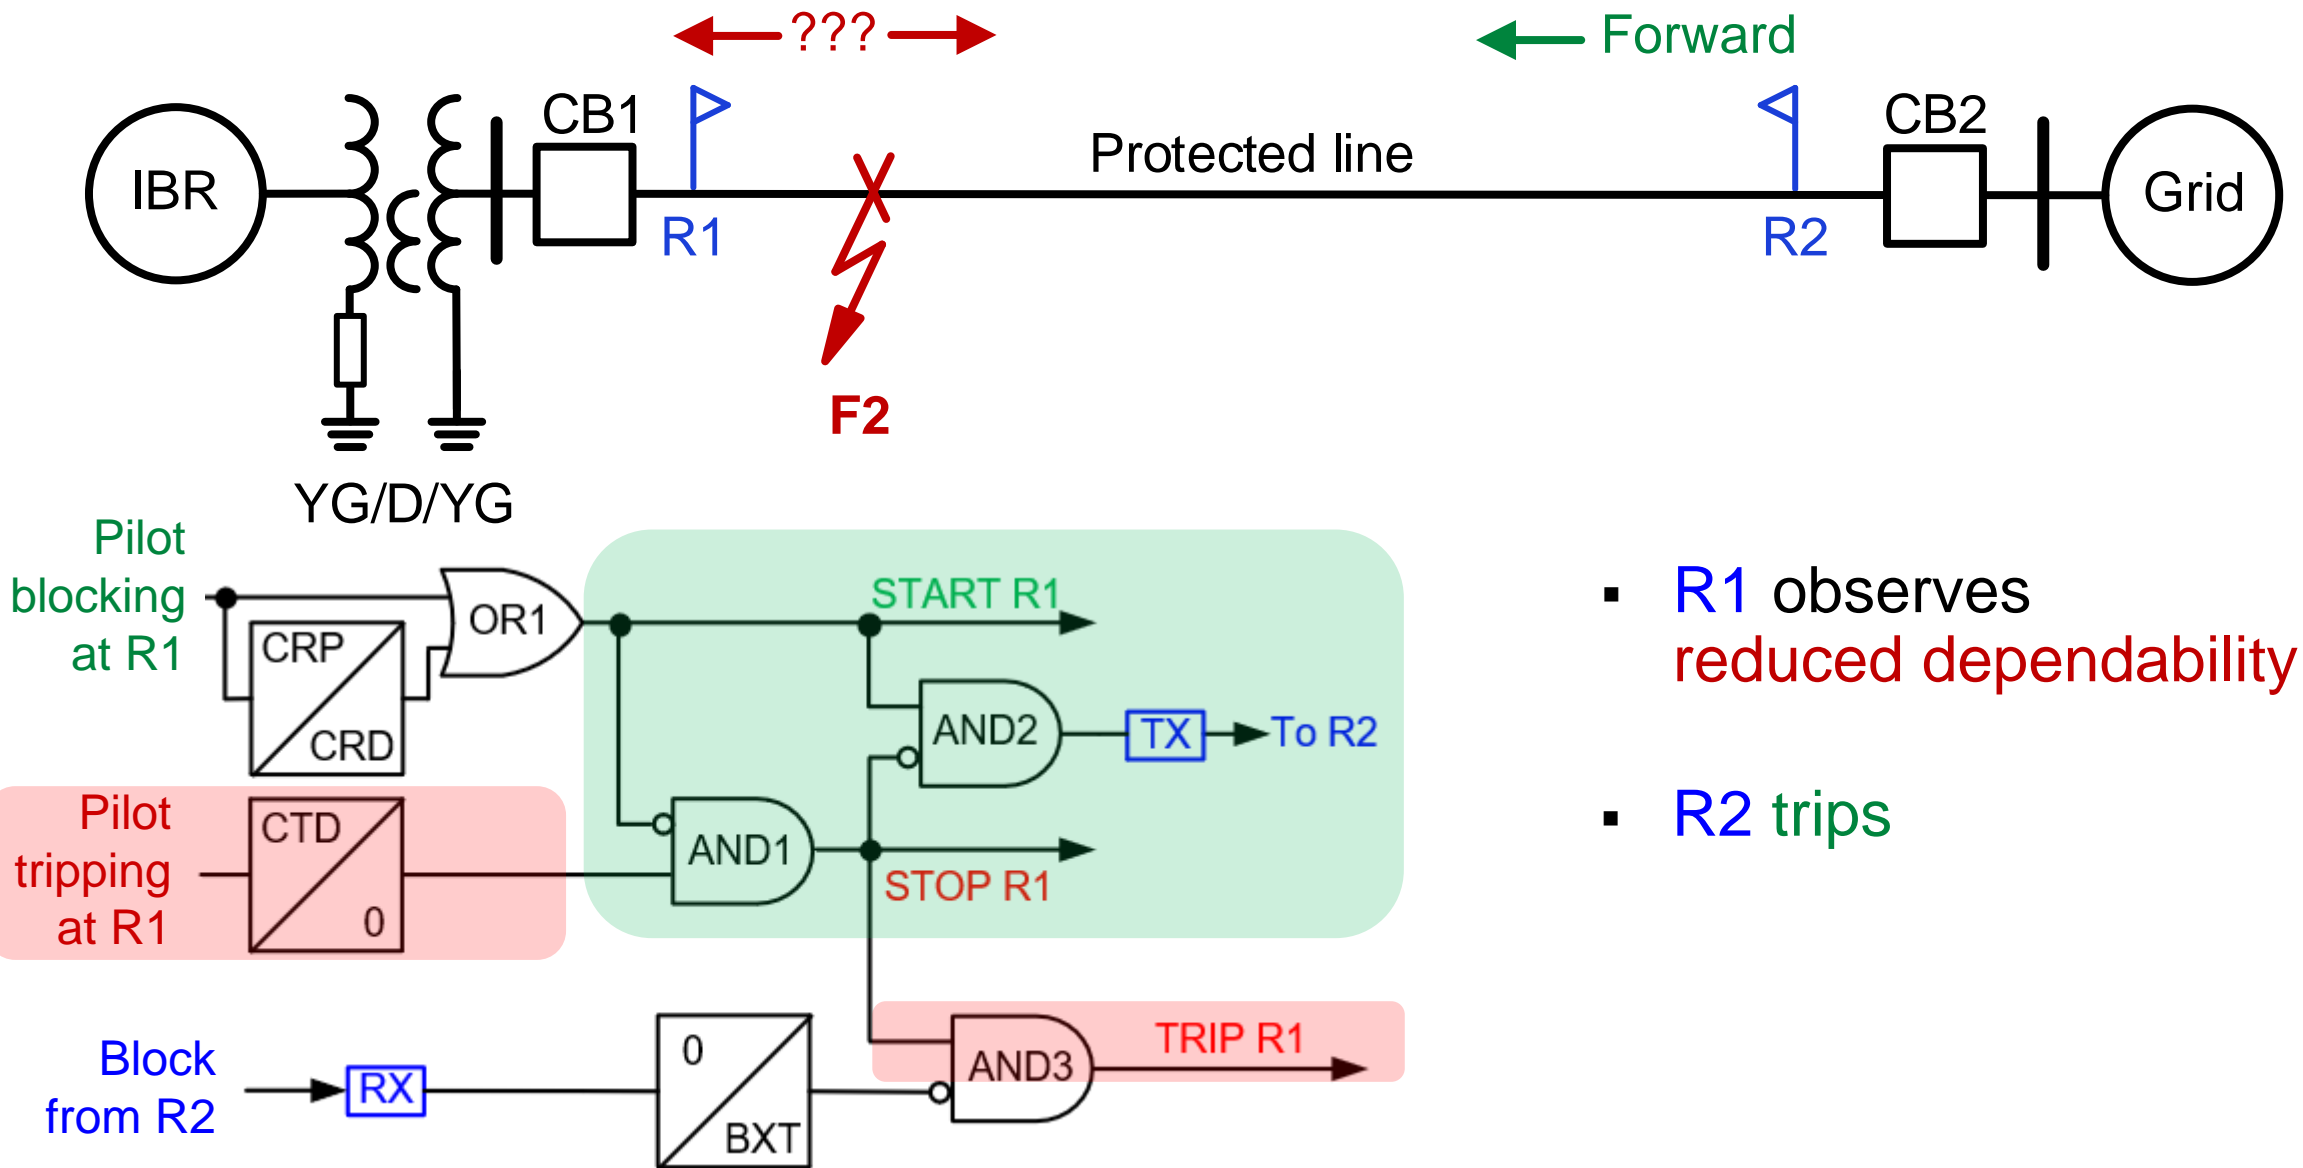 ???
Forward
IBR
CB1
Protected line
CB2
Grid
R1
R2
F2
YG/D/YG
Pilot
blocking
at R1
CRP
CRD
OR1
START R1
AND2
TX
To R2
Pilot
tripping
at R1
CTD
0
AND1
STOP R1
Block
from R2
RX
0
BXT
AND3
TRIP R1
▪ R1 observes
reduced dependability
▪ R2 trips